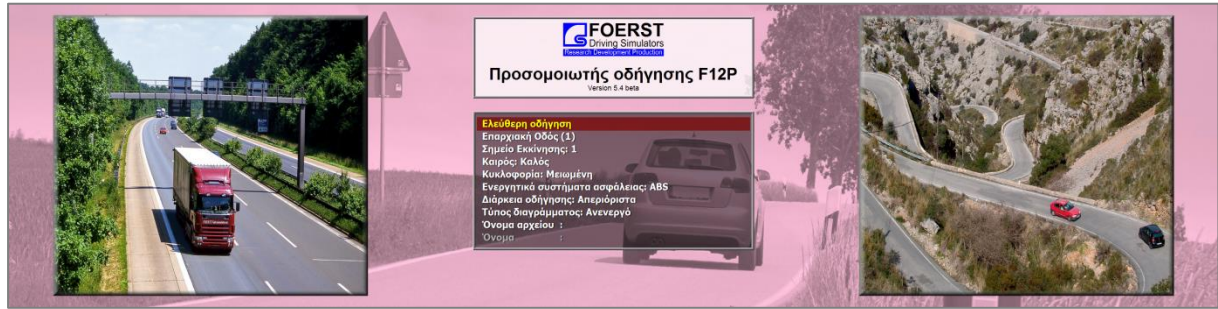 FOERST
Driving Simulators
Research Development Production
Προσομοιωτής οδήγησης F12P
Version 5.4 beta
Ελεύθερη οδήγηση
Επαρχιακή Οδός (1)
Σημείο Εκκίνησης: 1
Καιρός: Καλός
Κυκλοφορία: Μειωμένη
Ενεργητικά συστήματα ασφάλειας: ABS
Διάρκεια οδήγησης: Απεριόριστα
Τύπος διαγράμματος: Ανενεργό
Όνομα αρχείου :
Όνομα :